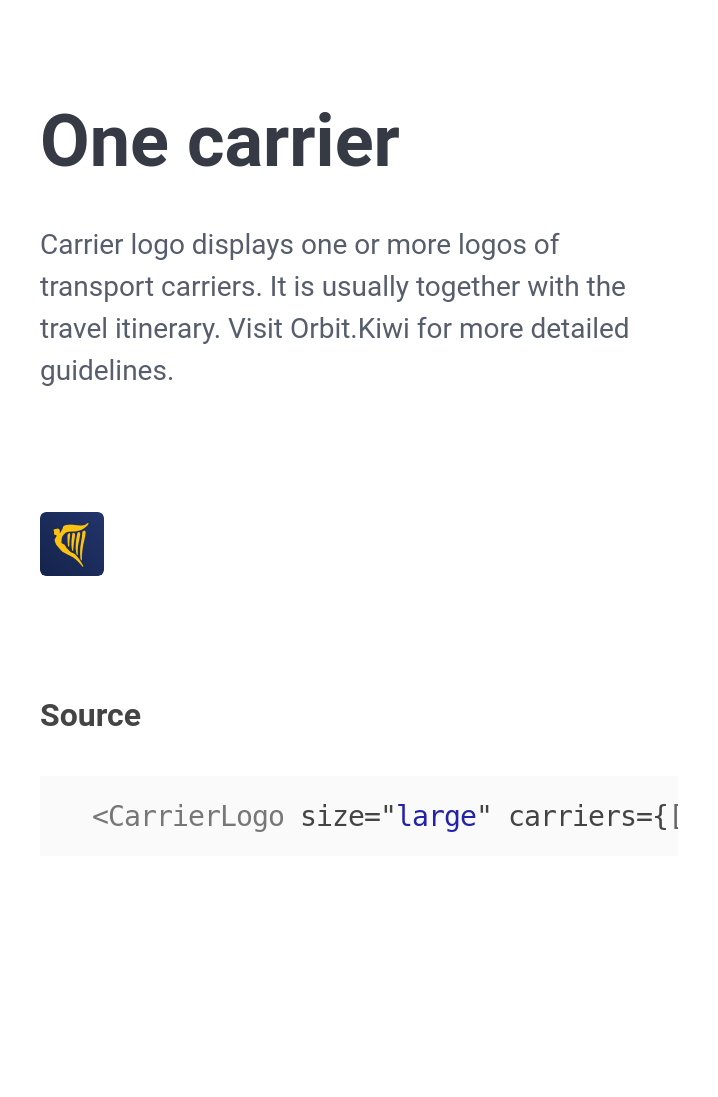 One carrier
Carrier logo displays one or more logos of
transport carriers. It is usually together with the
travel itinerary. Visit Orbit.Kiwi for more detailed
guidelines.
Source
<CarrierLogo size="large" carriers={[